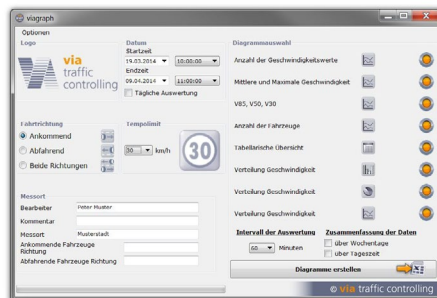 viagraph
Optionen
Logo
via
traffic
controlling
Datum
Startzeit
19.03.2014
10:00:00
Endzeit
09.04.2014
11:00:00
Tägliche Auswertung
Fahrtrichtung
Ankommend
Abfahrend
Beide Richtungen
Tempolimit
30
km/h
30
Messort
Bearbeiter
Peter Muster
Kommentar
Messort
Musterstadt
Ankommende Fahrzeuge
Richtung
Abfahrende Fahrzeuge Richtung
Diagrammauswahl
Anzahl der Geschwindigkeitswerte
Mittlere und Maximale Geschwindigkeit
V85, V50, V30
Anzahl der Fahrzeuge
Tabellarische Übersicht
Verteilung Geschwindigkeit
Verteilung Geschwindigkeit
Verteilung Geschwindigkeit
Intervall der Auswertung
60
Minuten
Zusammenfassung der Daten
über Wochentage
über Tageszeit
Diagramme erstellen
© via traffic controlling